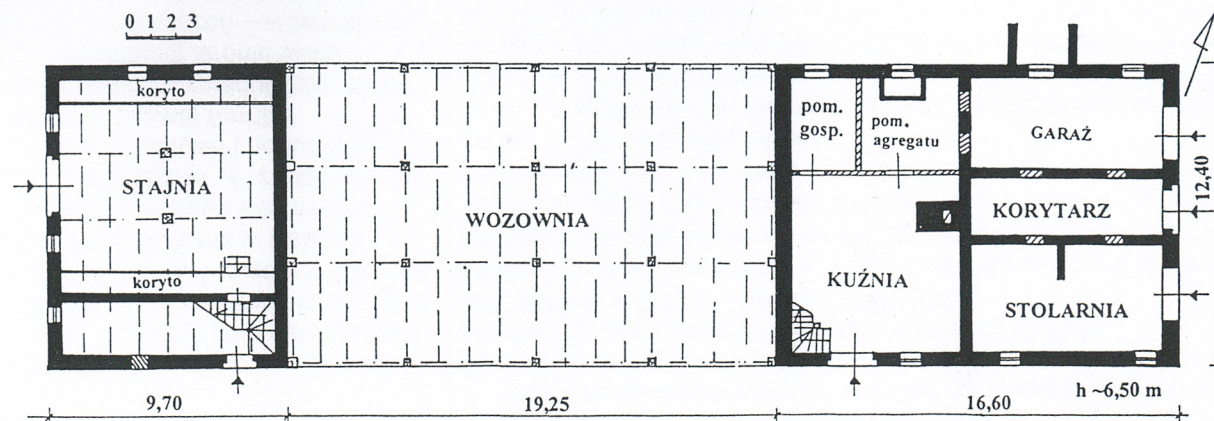 0 1 2 3
koryto
STAJNIA
koryto
WOZOWNIA
pom.
gosp.
pom.
agregatu
KUŹNIA
GARAŻ
KORYTARZ
STOLARNIA
12,40
h ~6,50 m
9,70
19,25
16,60